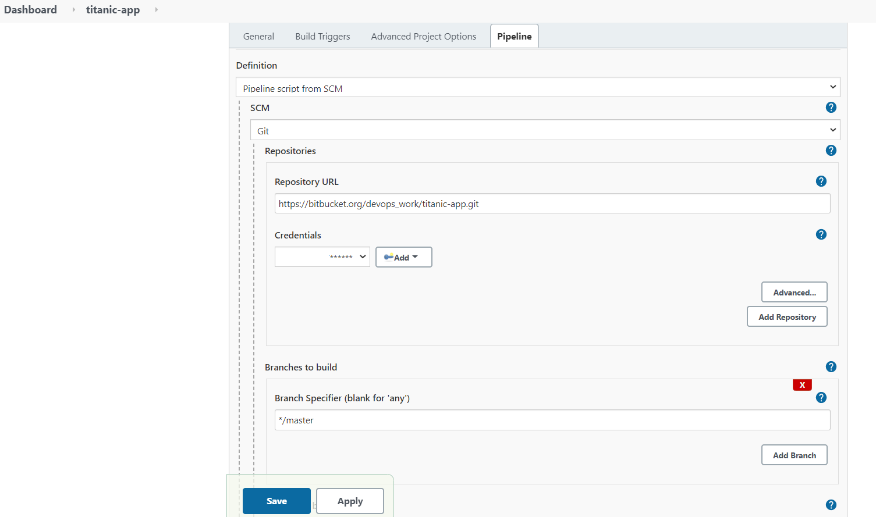 Dashboard titanic-app
General Build Triggers Advanced Project Options Pipeline
Definition
Pipeline script from SCM
SCM
Git
Repositories
Repository URL
https://bitbucket.org/devops_work/titanic-app.git
Credentials
****** Add
Advanced...
Add Repository
Branches to build
X
Branch Specifier (blank for 'any')
*/master
Add Branch
Save Apply